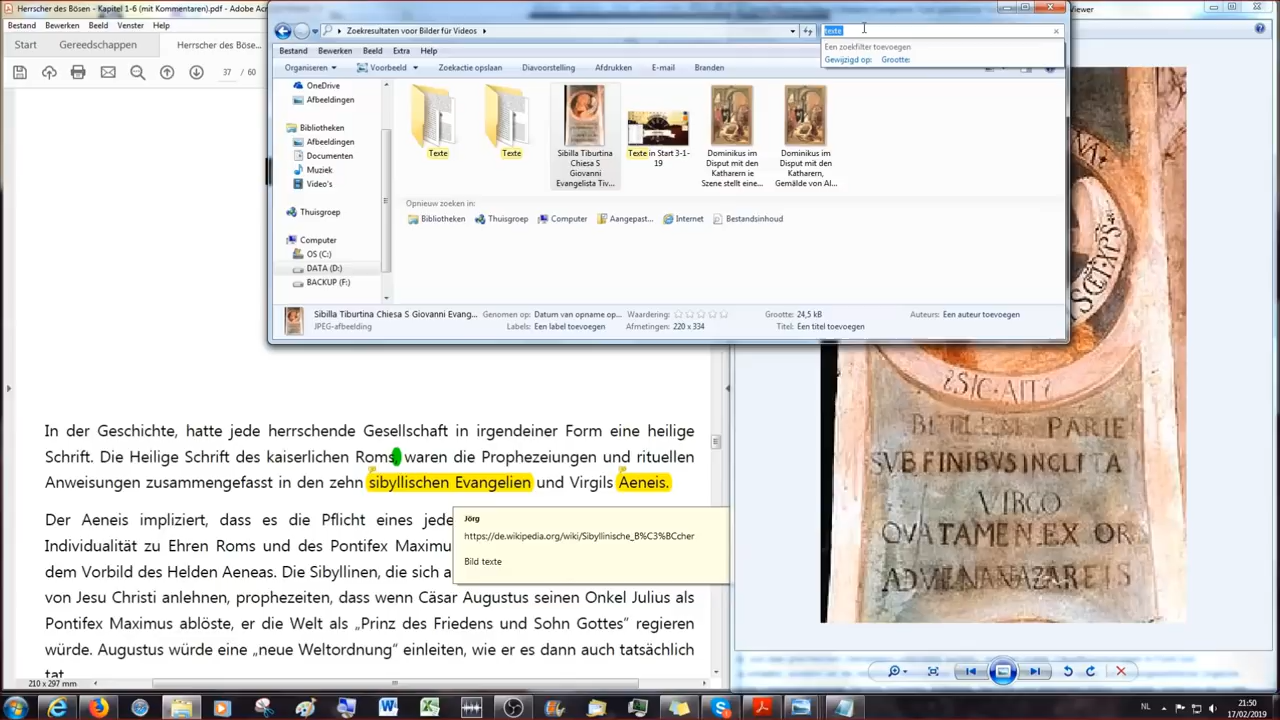 Herrscher des Bösen - Kapitel 1-6 (mit Kommentaren).pdf - Adobe Acr
Bestand Bewerken Beeld Venster Help
Start Gereedschappen Herrscher des Bös...
37 / 60
Zoekresultaten voor Bilder für Videos
texte
Een zoekfilter toevoegen
Gewijzigd op: Grootte:
Bestand Bewerken Beeld Extra Help
Organiseren Voorbeeld Zoekactie opslaan Diavoorstelling Afdrukken E-mail Branden
OneDrive
Afbeeldingen
Bibliotheken
Afbeeldingen
Documenten
Muziek
Video's
Thuisgroep
Computer
OS (C:)
DATA (D:)
BACKUP (F:)
Texte
Texte
Sibilla Tiburtina
Chiesa S
Giovanni
Evangelista Tiv...
Texte in Start 3-1-
19
Dominikus im
Disput mit den
Katharern ie
Szene stellt eine...
Dominikus im
Disput mit den
Katharern,
Gemälde von Al...
Opnieuw zoeken in:
Bibliotheken Thuisgroep Computer Aangepast... Internet Bestandsinhoud
Sibilla Tiburtina Chiesa S Giovanni Evang... Genomen op: Datum van opname op... Waardering: Grootte: 24,5 kB Auteurs: Een auteur toevoegen
JPEG-afbeelding Labels: Een label toevoegen Afmetingen: 220 x 334 Titel: Een titel toevoegen
Viewer
In der Geschichte, hatte jede herrschende Gesellschaft in irgendeiner Form eine heilige
Schrift. Die Heilige Schrift des kaiserlichen Roms, waren die Prophezeiungen und rituellen
Anweisungen zusammengefasst in den zehn sibyllischen Evangelien und Virgils Aeneis.
Der Aeneis impliziert, dass es die Pflicht eines jede
Individualität zu Ehren Roms und des Pontifex Maximu
dem Vorbild des Helden Aeneas. Die Sibyllinen, die sich a
von Jesu Christi anlehnen, prophezeiten, dass wenn Cäsar Augustus seinen Onkel Julius als
Pontifex Maximus ablöste, er die Welt als „Prinz des Friedens und Sohn Gottes" regieren
würde. Augustus würde eine „neue Weltordnung" einleiten, wie er es dann auch tatsächlich
tat
Jörg
https://de.wikipedia.org/wiki/Sibyllinische_B%C3%BCcher
Bild texte
210 x 297 mm
SIC·AIT
BETLEEM PARIE
SVB FINIBVS INCLITA
VIRCO
QVATAMEN EX OR
ADVENANAZAREIS
NL
21:50
17/02/2019